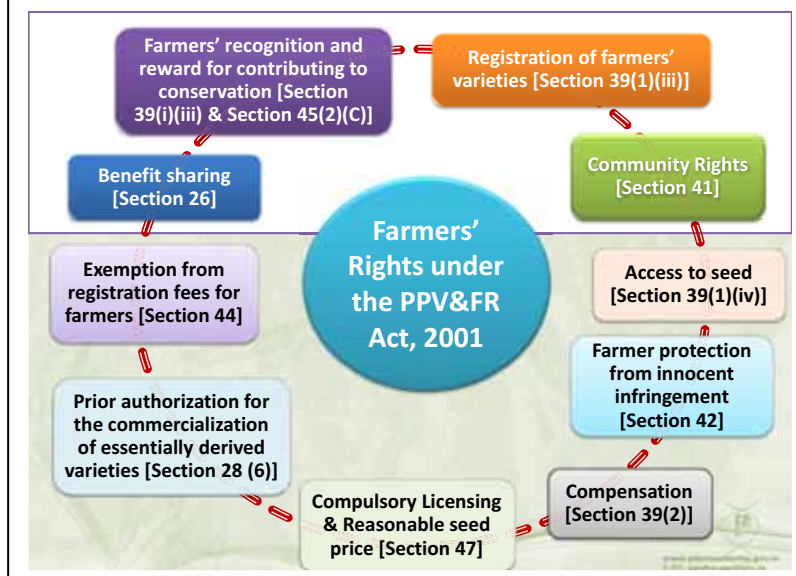 Farmers' recognition and
reward for contributing to
conservation [Section
39(i)(iii) & Section 45(2)(C)]
Registration of farmers'
varieties [Section 39(1)(iii)]
Benefit sharing
[Section 26]
Community Rights
[Section 41]
Farmers'
Rights under
the PPV&FR
Act, 2001
Exemption from
registration fees for
farmers [Section 44]
Access to seed
[Section 39(1)(iv)]
Farmer protection
from innocent
infringement
[Section 42]
Prior authorization for
the commercialization
of essentially derived
varieties [Section 28 (6)]
Compulsory Licensing
& Reasonable seed
price [Section 47]
Compensation
[Section 39(2)]